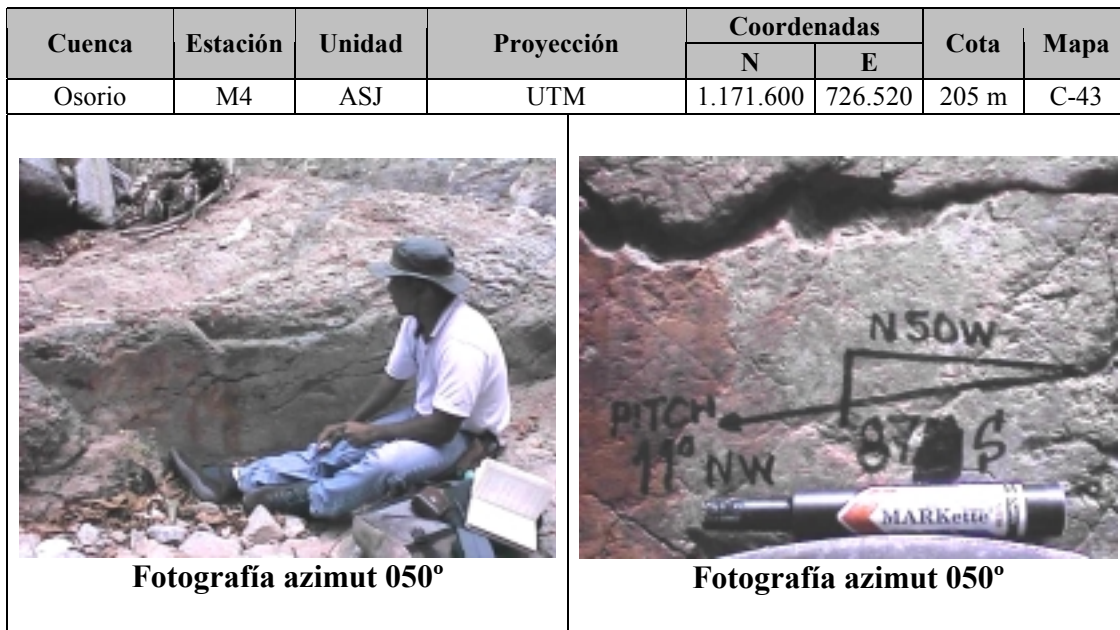 Cuenca Estación Unidad Proyección Coordenadas Cota Mapa
N E
Osorio M4 ASJ UTM 1.171.600 726.520 205 m C-43
N50W
PITCH
11º NW
S
MARKette
Fotografía azimut 050º
Fotografía azimut 050º